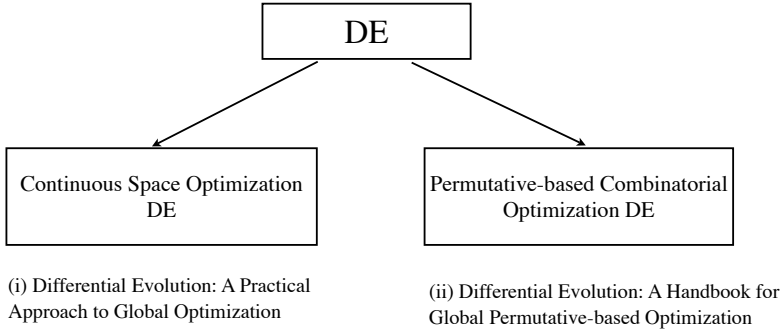 DE
Continuous Space Optimization
DE
Permutative-based Combinatorial
Optimization DE
(i) Differential Evolution: A Practical
Approach to Global Optimization
(ii) Differential Evolution: A Handbook for
Global Permutative-based Optimization